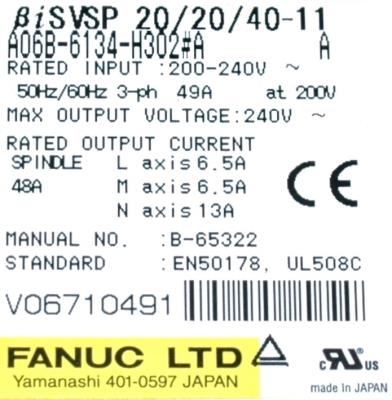 βiSVSP 20/20/40-11
A06B-6134-H302#A A
RATED INPUT :200-240V ~
50Hz/60Hz 3-ph 49A at 200V
MAX OUTPUT VOLTAGE:240V ~
RATED OUTPUT CURRENT
SPINDLE L axis 6.5A
48A M axis 6.5A
N axis 13A
CE
MANUAL NO. :B-65322
STANDARD :EN50178, UL508C
V06710491
FANUC LTD
Yamanashi 401-0597 JAPAN
c RU us
made in JAPAN